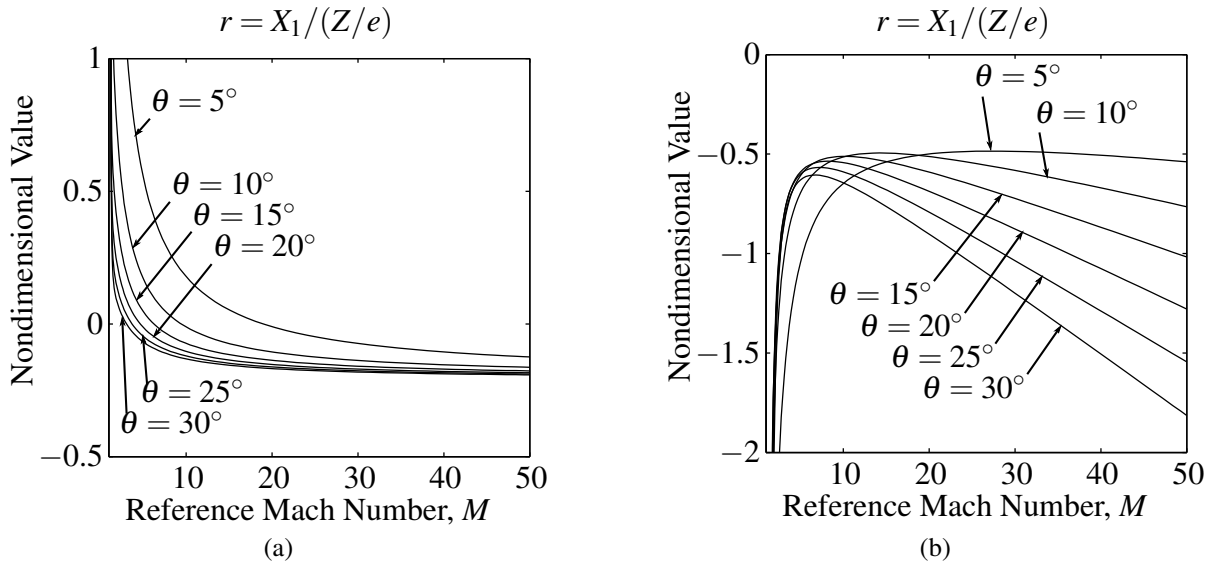 r = X₁/(Z/e)
1
0.5
0
−0.5
10
20
30
40
50
Nondimensional Value
Reference Mach Number, M
θ = 5°
θ = 10°
θ = 15°
θ = 20°
θ = 25°
θ = 30°
(a)
r = X₁/(Z/e)
0
−0.5
−1
−1.5
−2
10
20
30
40
50
Nondimensional Value
Reference Mach Number, M
θ = 5°
θ = 10°
θ = 15°
θ = 20°
θ = 25°
θ = 30°
(b)